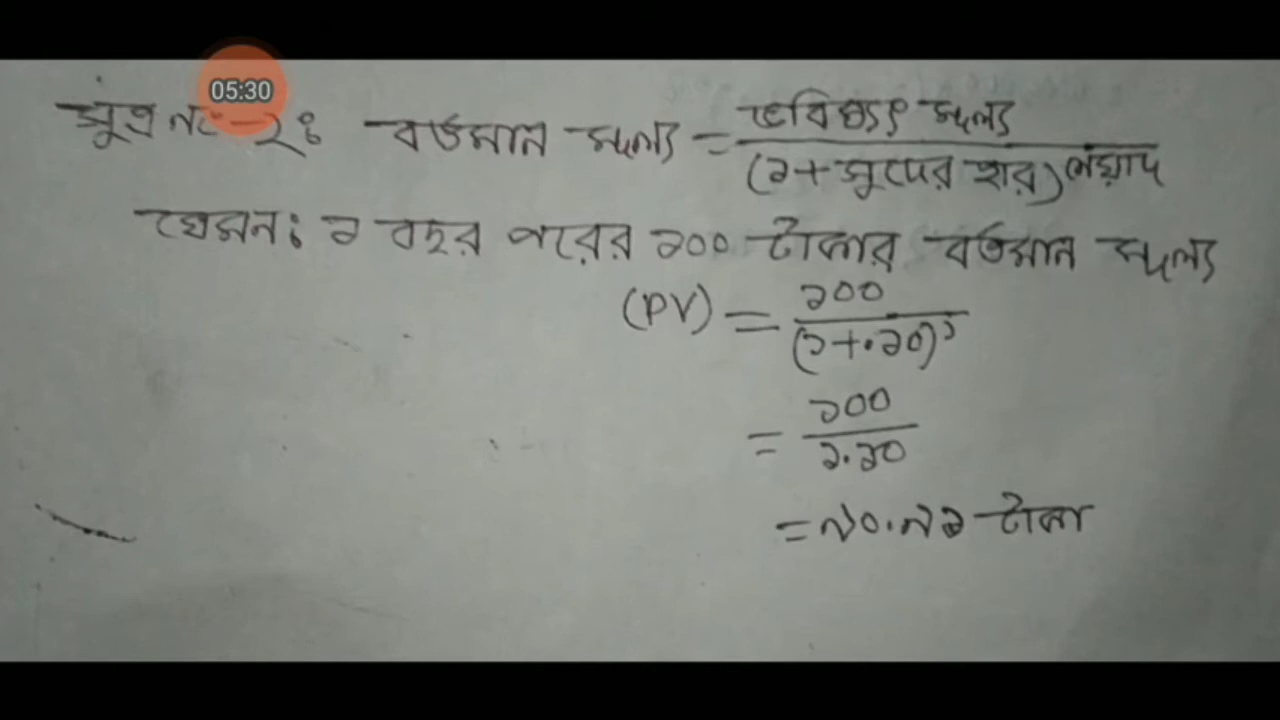 05:30
সুত্র নং-২ঃ বর্তমান মূল্য = ভবিষ্যৎ মূল্য
(১+সুদের হার) মেয়াদ
যেমনঃ ১ বছর পরের ১০০ টাকার বর্তমান মূল্য
(PV) = ১০০
(১+.১০)^১
= ১০০
১.১০
= ৯০.৯১ টাকা